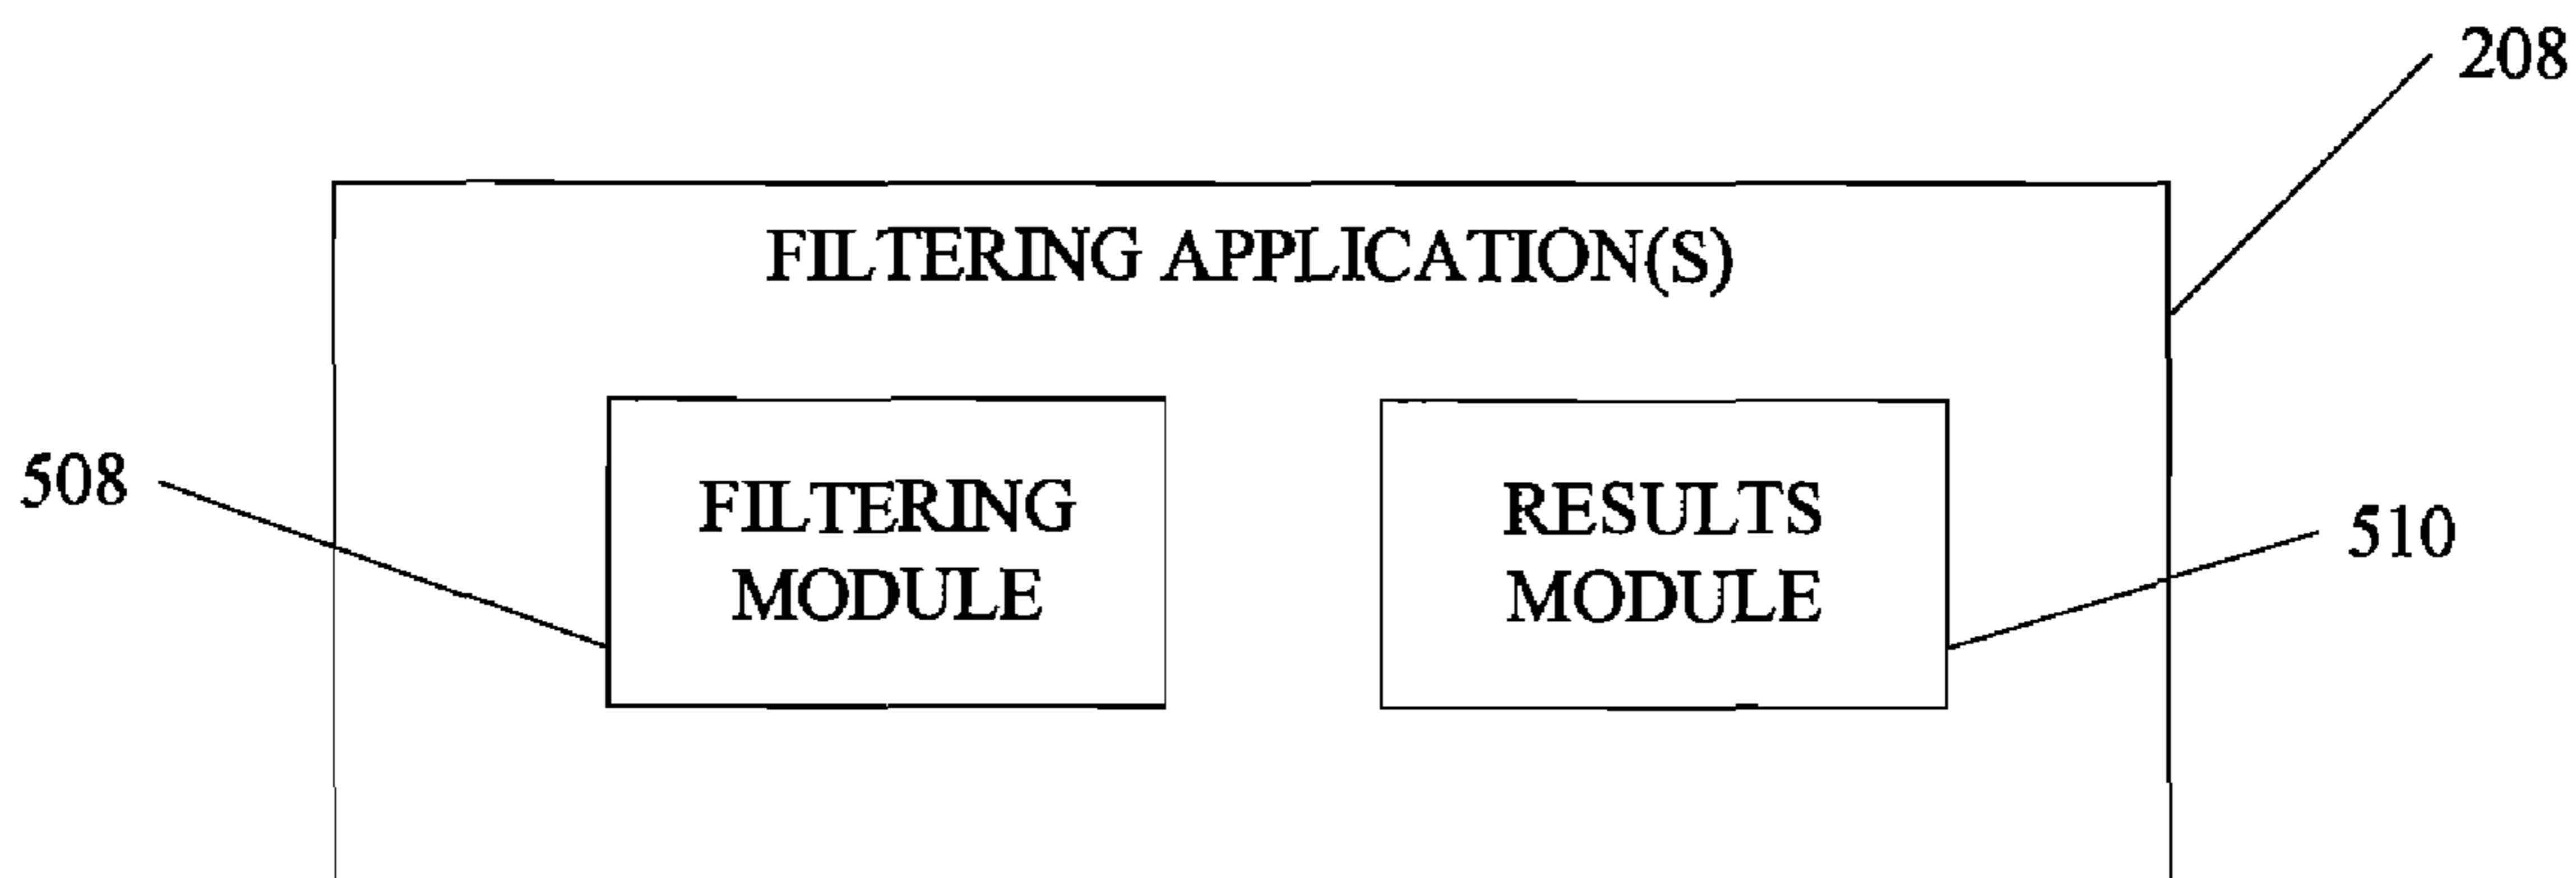 208
FILTERING APPLICATION(S)
508
FILTERING
MODULE
RESULTS
MODULE
510